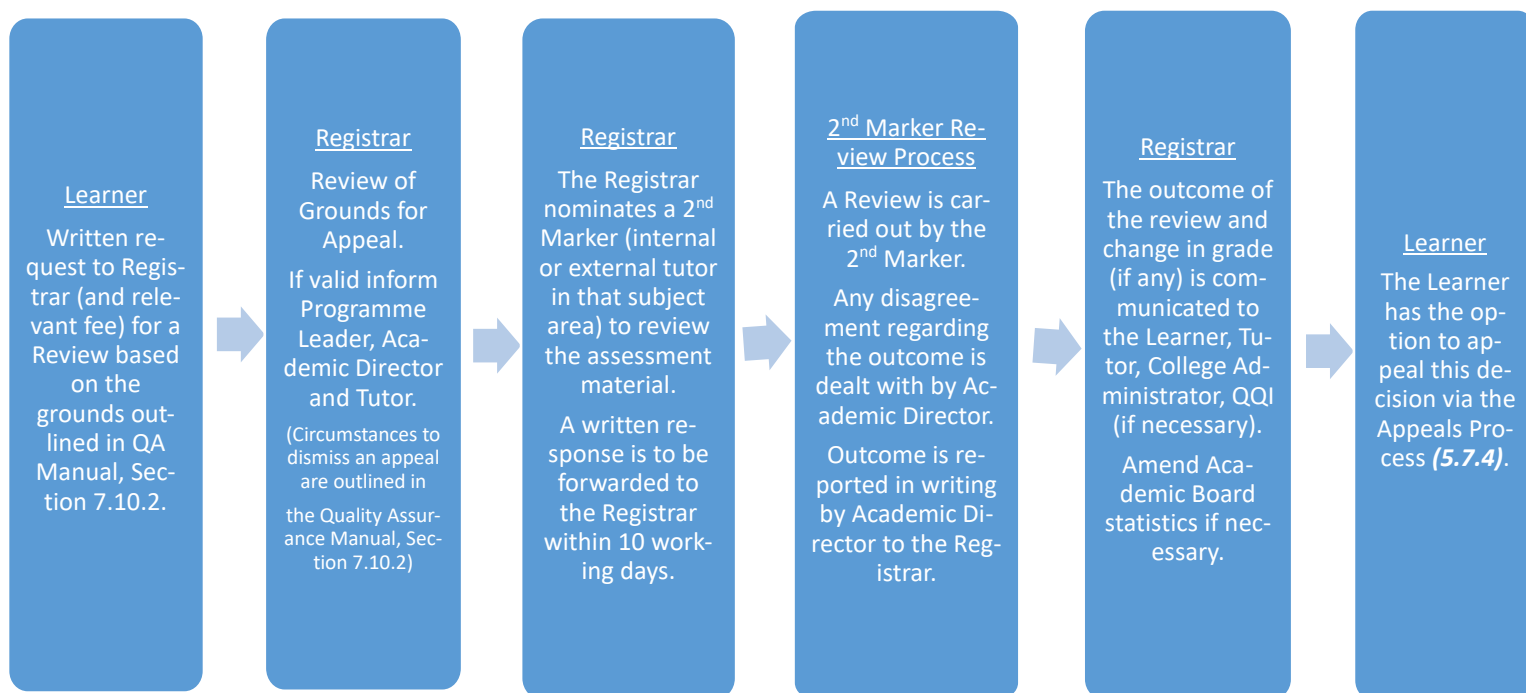 Learner
Written re-
quest to Regis-
trar (and rele-
vant fee) for a
Review based
on the
grounds out-
lined in QA
Manual, Sec-
tion 7.10.2.
Registrar
Review of
Grounds for
Appeal.
If valid inform
Programme
Leader, Aca-
demic Director
and Tutor.
(Circumstances to
dismiss an appeal
are outlined in
the Quality Assur-
ance Manual, Sec-
tion 7.10.2)
Registrar
The Registrar
nominates a 2nd
Marker (internal
or external tutor
in that subject
area) to review
the assessment
material.
A written re-
sponse is to be
forwarded to
the Registrar
within 10 work-
ing days.
2nd Marker Re-
view Process
A Review is car-
ried out by the
2nd Marker.
Any disagree-
ment regarding
the outcome is
dealt with by Ac-
ademic Director.
Outcome is re-
ported in writing
by Academic Di-
rector to the Reg-
istrar.
Registrar
The outcome of
the review and
change in grade
(if any) is com-
municated to
the Learner, Tu-
tor, College Ad-
ministrator, QQI
(if necessary).
Amend Aca-
demic Board
statistics if nec-
essary.
Learner
The Learner
has the op-
tion to ap-
peal this de-
cision via the
Appeals Pro-
cess (5.7.4).